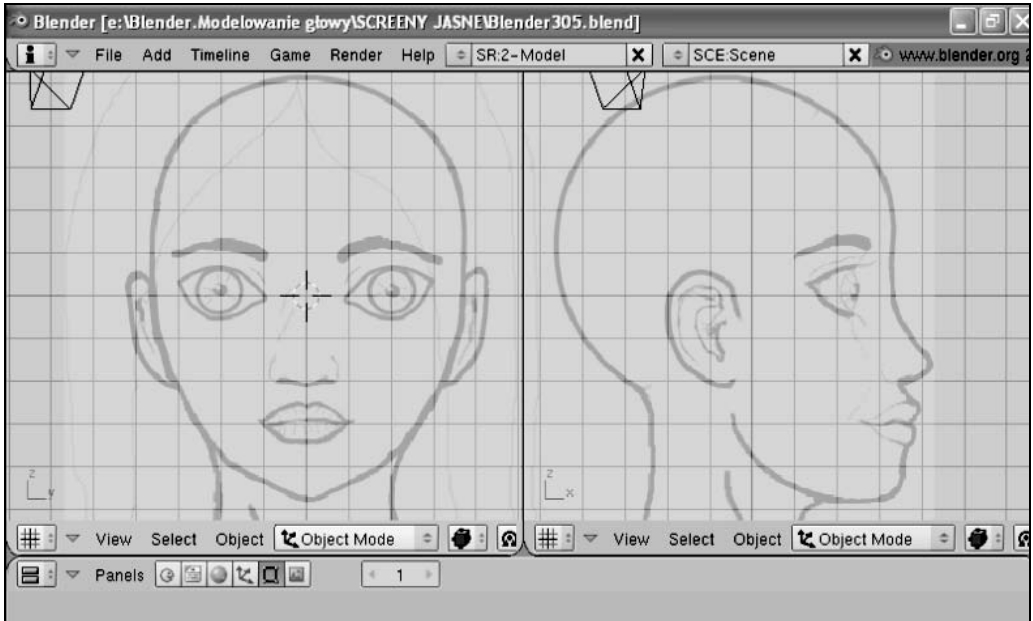 Blender [e:\Blender.Modelowanie głowy\SCREENY JASNE\Blender305.blend]
File Add Timeline Game Render Help SR:2-Model X SCE:Scene X www.blender.org
z
y
z
x
View Select Object Object Mode
View Select Object Object Mode
Panels 1